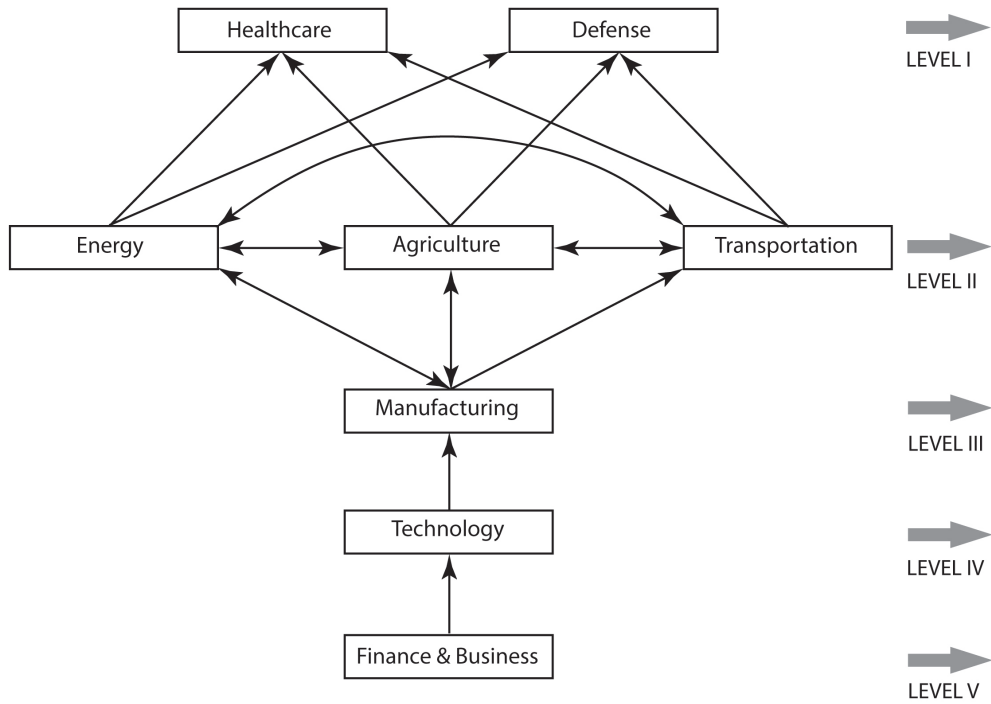 Healthcare
Defense
LEVEL I
Energy
Agriculture
Transportation
LEVEL II
Manufacturing
LEVEL III
Technology
LEVEL IV
Finance & Business
LEVEL V